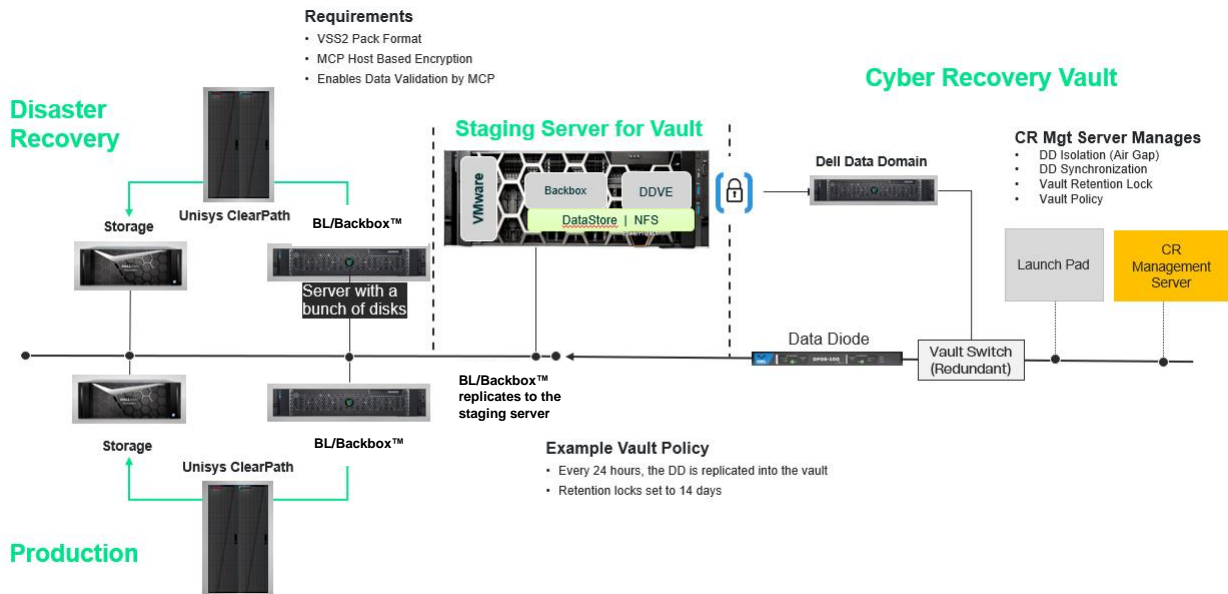 Requirements
• VSS2 Pack Format
• MCP Host Based Encryption
• Enables Data Validation by MCP
Disaster
Recovery
Unisys ClearPath
Storage
BL/Backbox™
Server with a
bunch of disks
Staging Server for Vault
VMware
Backbox
DDVE
DataStore | NFS
Cyber Recovery Vault
Dell Data Domain
CR Mgt Server Manages
• DD Isolation (Air Gap)
• DD Synchronization
• Vault Retention Lock
• Vault Policy
Launch Pad
CR
Management
Server
Data Diode
Vault Switch
(Redundant)
BL/Backbox™
replicates to the
staging server
Storage
BL/Backbox™
Unisys ClearPath
Example Vault Policy
• Every 24 hours, the DD is replicated into the vault
• Retention locks set to 14 days
Production